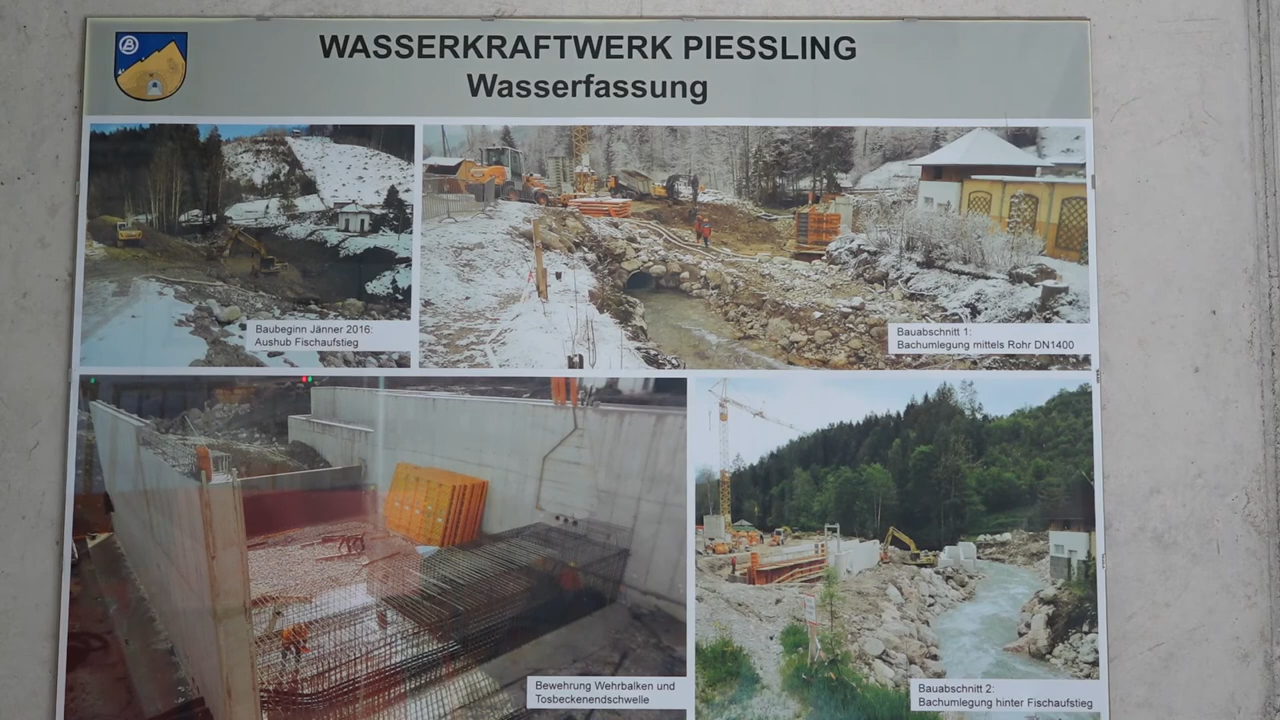 WASSERKRAFTWERK PIESSLING
Wasserfassung
Baubeginn Jänner 2016:
Aushub Fischaufstieg
Bauabschnitt 1:
Bachumlegung mittels Rohr DN1400
Bewehrung Wehrbalken und
Tosbeckenendschwelle
Bauabschnitt 2:
Bachumlegung hinter Fischaufstieg